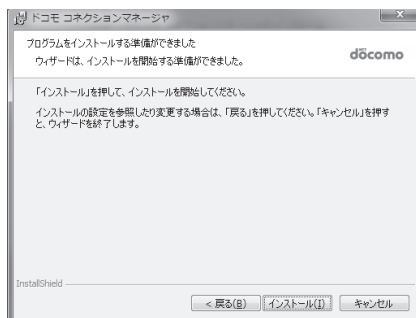 ドコモ コネクションマネージャ
プログラムをインストールする準備ができました
ウィザードは、インストールを開始する準備ができました。
döcomo
「インストール」を押して、インストールを開始してください。
インストールの設定を参照したり変更する場合は、「戻る」を押してください。「キャンセル」を押す
と、ウィザードを終了します。
InstallShield
< 戻る(B)
インストール(I)
キャンセル